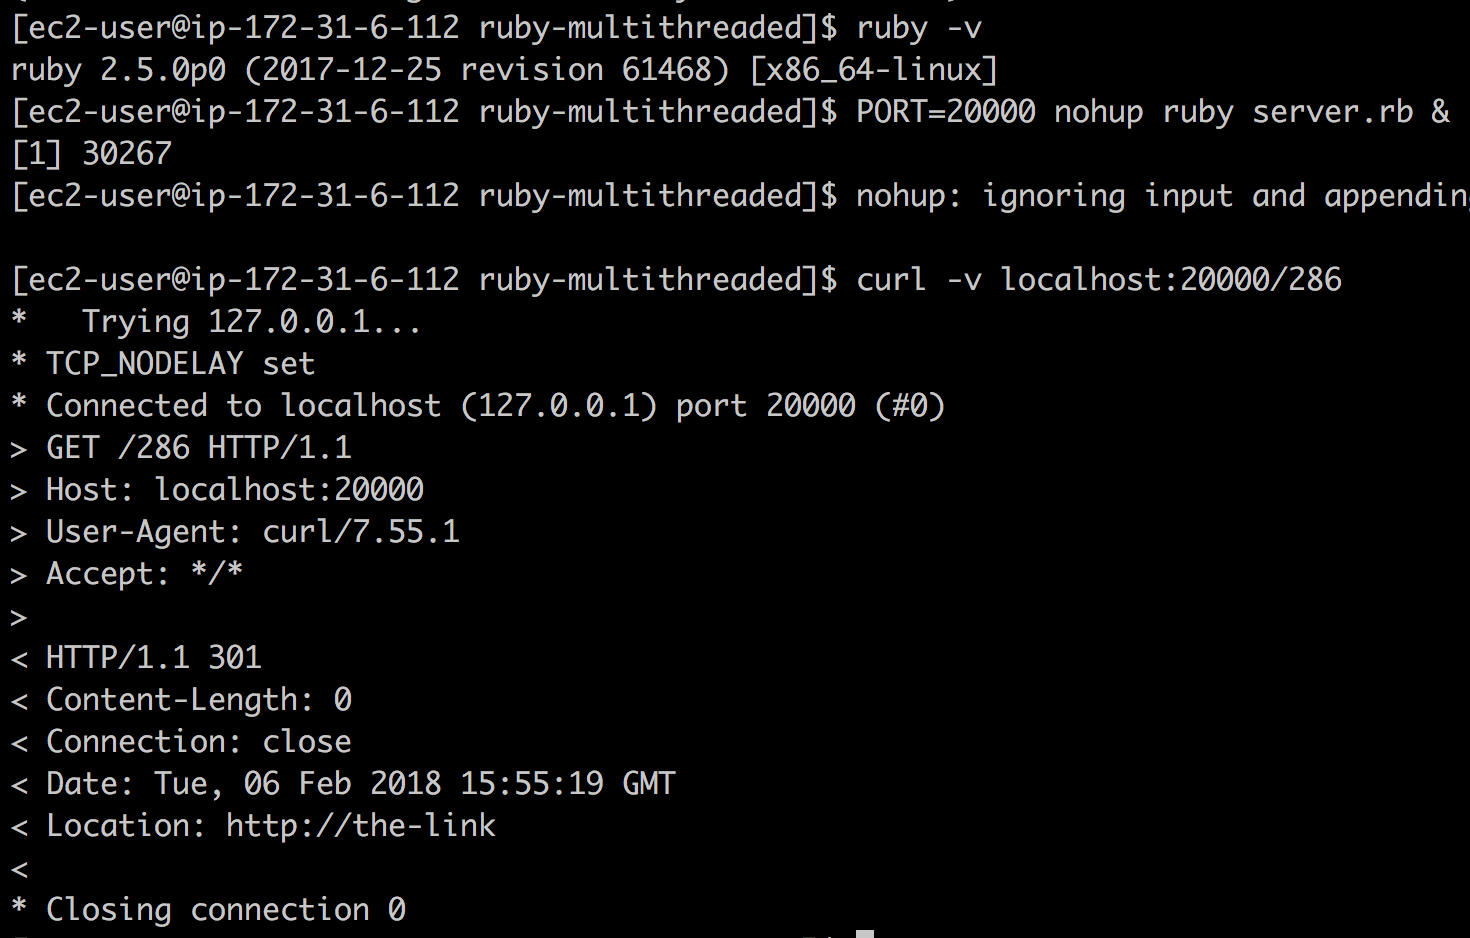 [ec2-user@ip-172-31-6-112 ruby-multithreaded]$ ruby -v
ruby 2.5.0p0 (2017-12-25 revision 61468) [x86_64-linux]
[ec2-user@ip-172-31-6-112 ruby-multithreaded]$ PORT=20000 nohup ruby server.rb &
[1] 30267
[ec2-user@ip-172-31-6-112 ruby-multithreaded]$ nohup: ignoring input and appending
[ec2-user@ip-172-31-6-112 ruby-multithreaded]$ curl -v localhost:20000/286
*   Trying 127.0.0.1...
* TCP_NODELAY set
* Connected to localhost (127.0.0.1) port 20000 (#0)
> GET /286 HTTP/1.1
> Host: localhost:20000
> User-Agent: curl/7.55.1
> Accept: */*
>
< HTTP/1.1 301
< Content-Length: 0
< Connection: close
< Date: Tue, 06 Feb 2018 15:55:19 GMT
< Location: http://the-link
<
* Closing connection 0